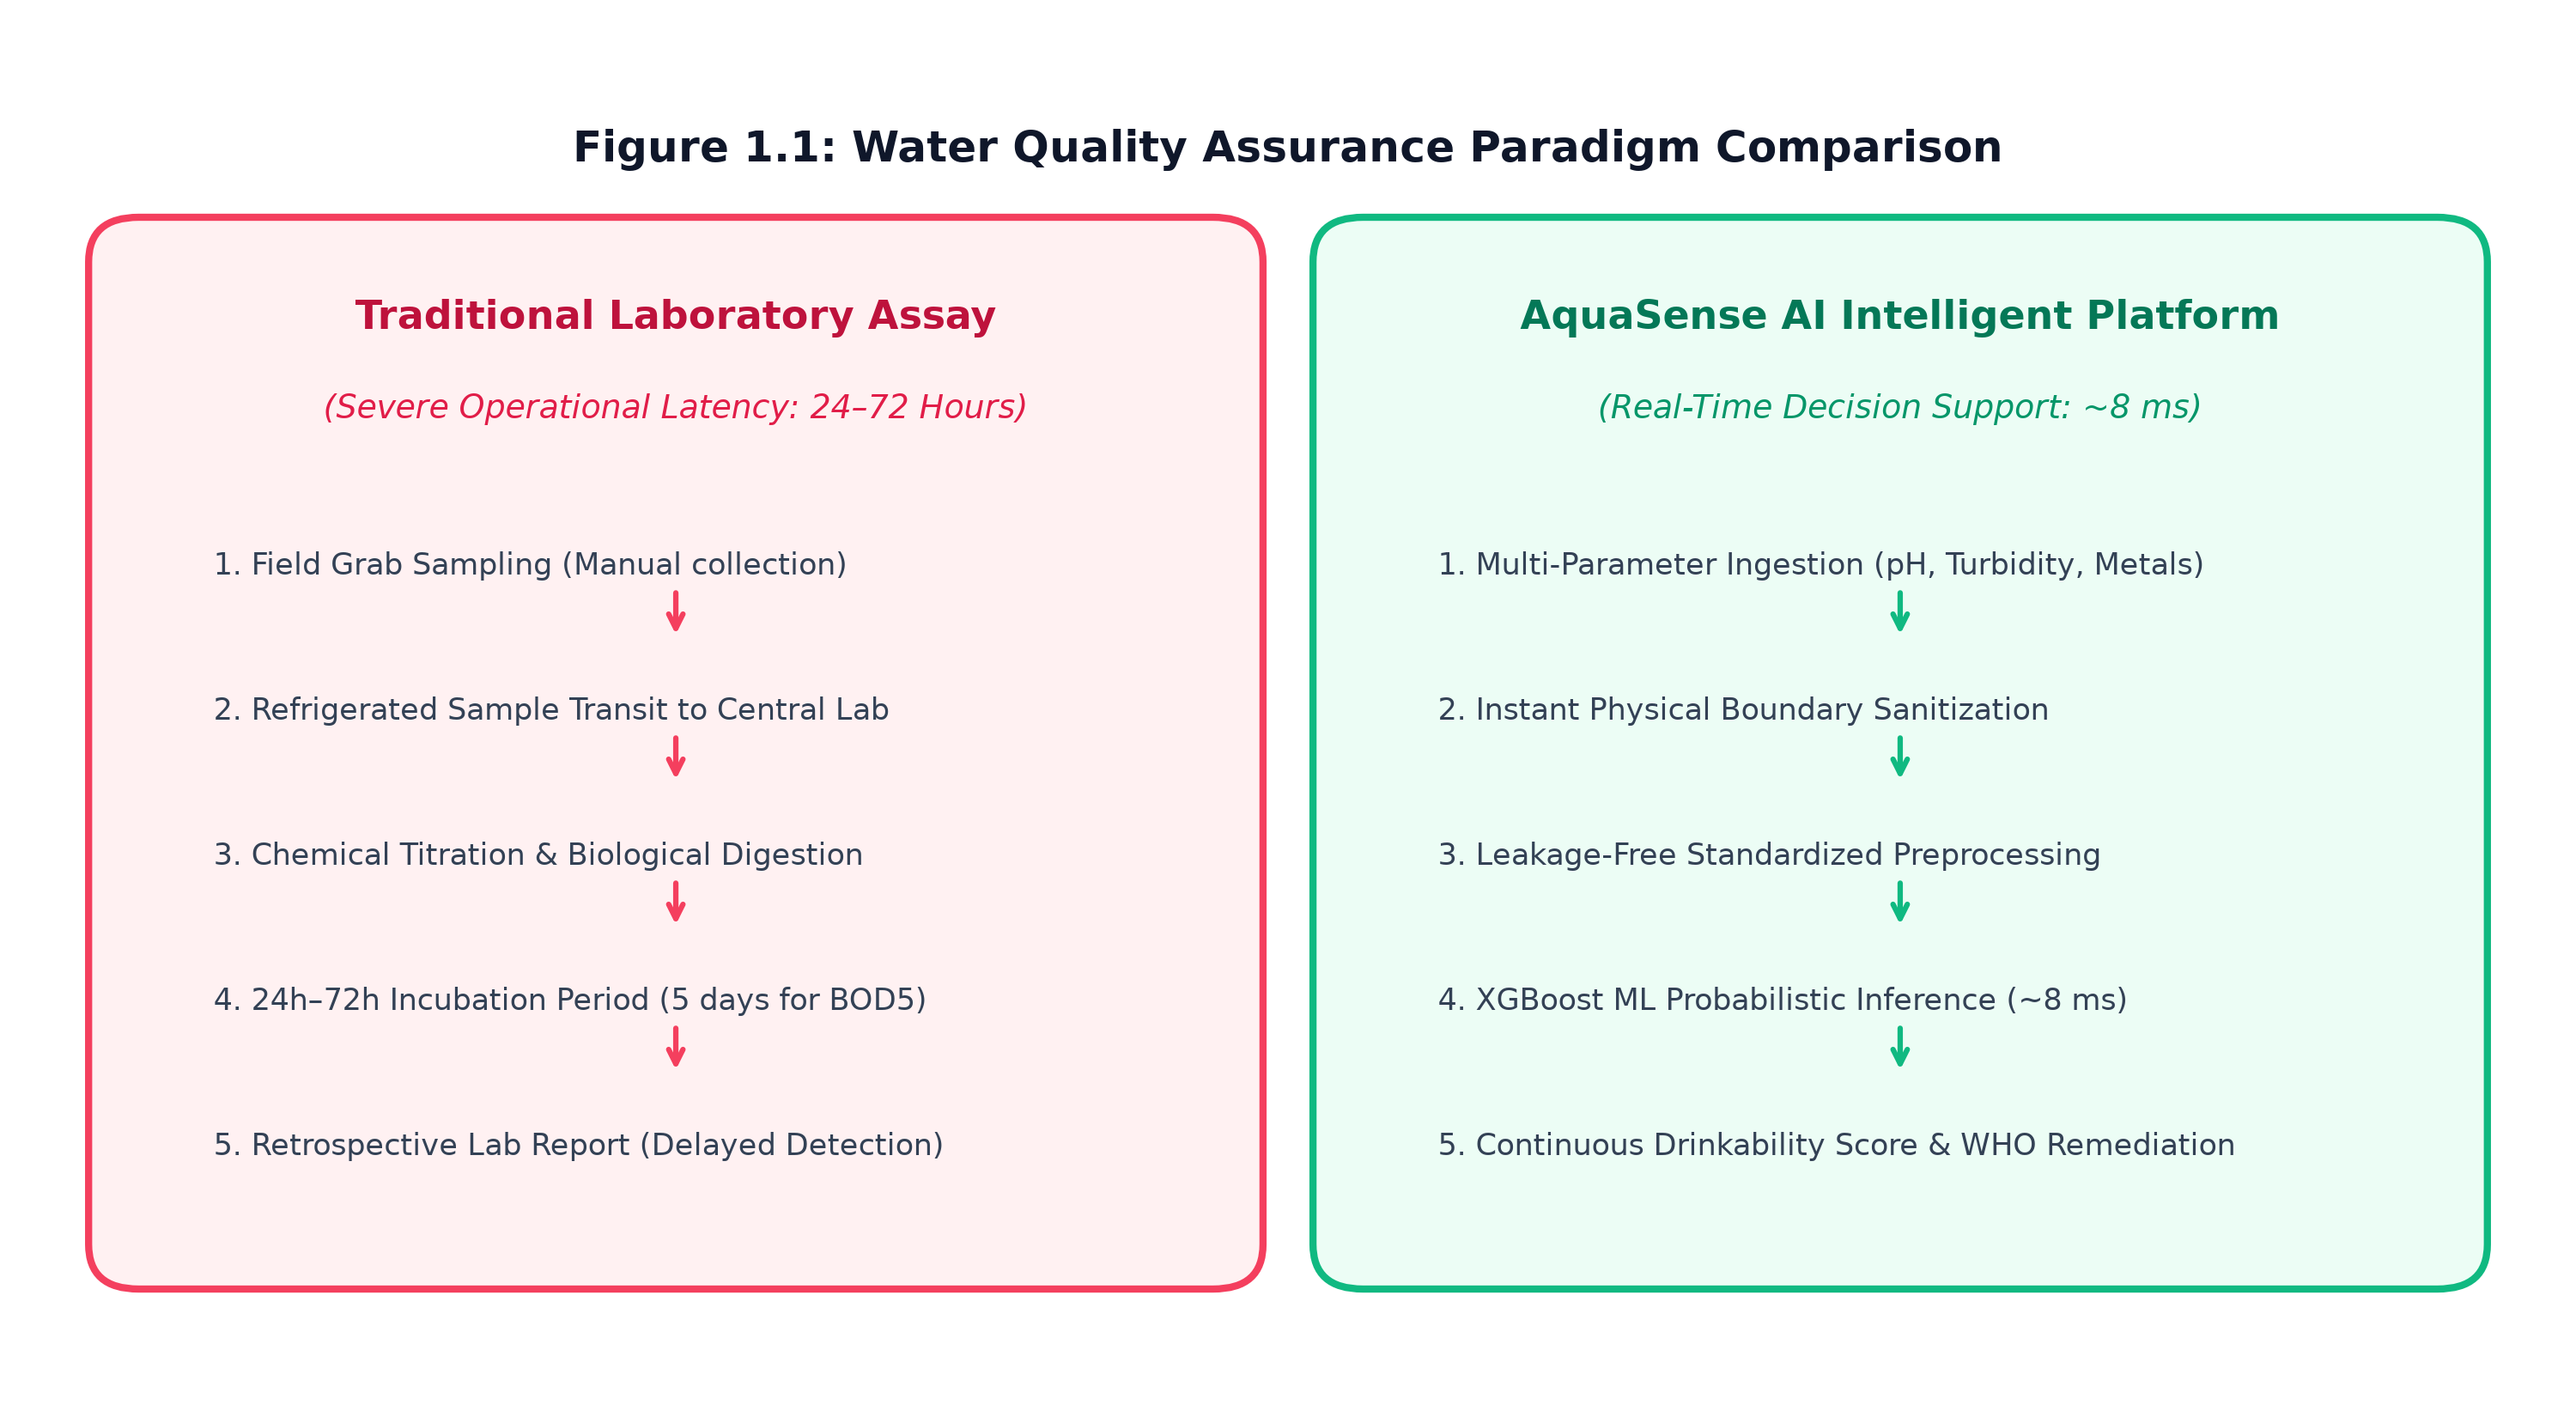 Figure 1.1: Water Quality Assurance Paradigm Comparison
Traditional Laboratory Assay
(Severe Operational Latency: 24–72 Hours)
1. Field Grab Sampling (Manual collection)
2. Refrigerated Sample Transit to Central Lab
3. Chemical Titration & Biological Digestion
4. 24h–72h Incubation Period (5 days for BOD5)
5. Retrospective Lab Report (Delayed Detection)
AquaSense AI Intelligent Platform
(Real-Time Decision Support: ~8 ms)
1. Multi-Parameter Ingestion (pH, Turbidity, Metals)
2. Instant Physical Boundary Sanitization
3. Leakage-Free Standardized Preprocessing
4. XGBoost ML Probabilistic Inference (~8 ms)
5. Continuous Drinkability Score & WHO Remediation